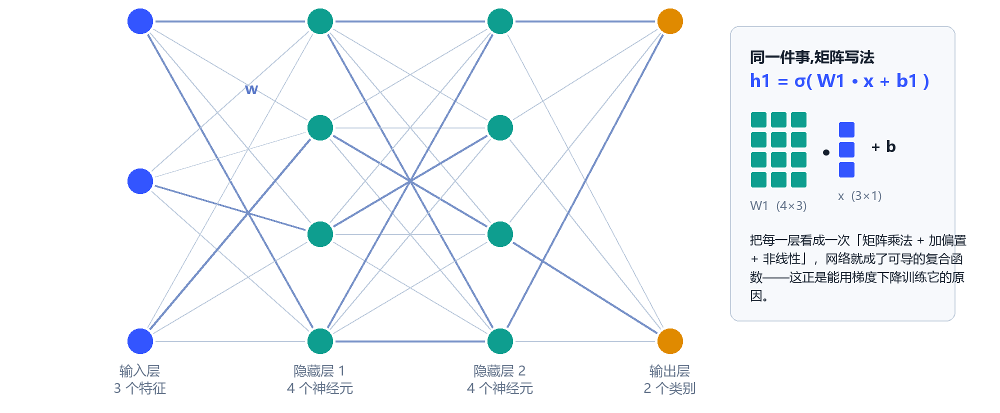 w
输入层
3 个特征
隐藏层 1
4 个神经元
隐藏层 2
4 个神经元
输出层
2 个类别
同一件事,矩阵写法
h1 = σ( W1 • x + b1 )
• + b
W1 (4×3)
x (3×1)
把每一层看成一次「矩阵乘法 + 加偏置
+ 非线性」，网络就成了可导的复合函
数——这正是能用梯度下降训练它的原
因。